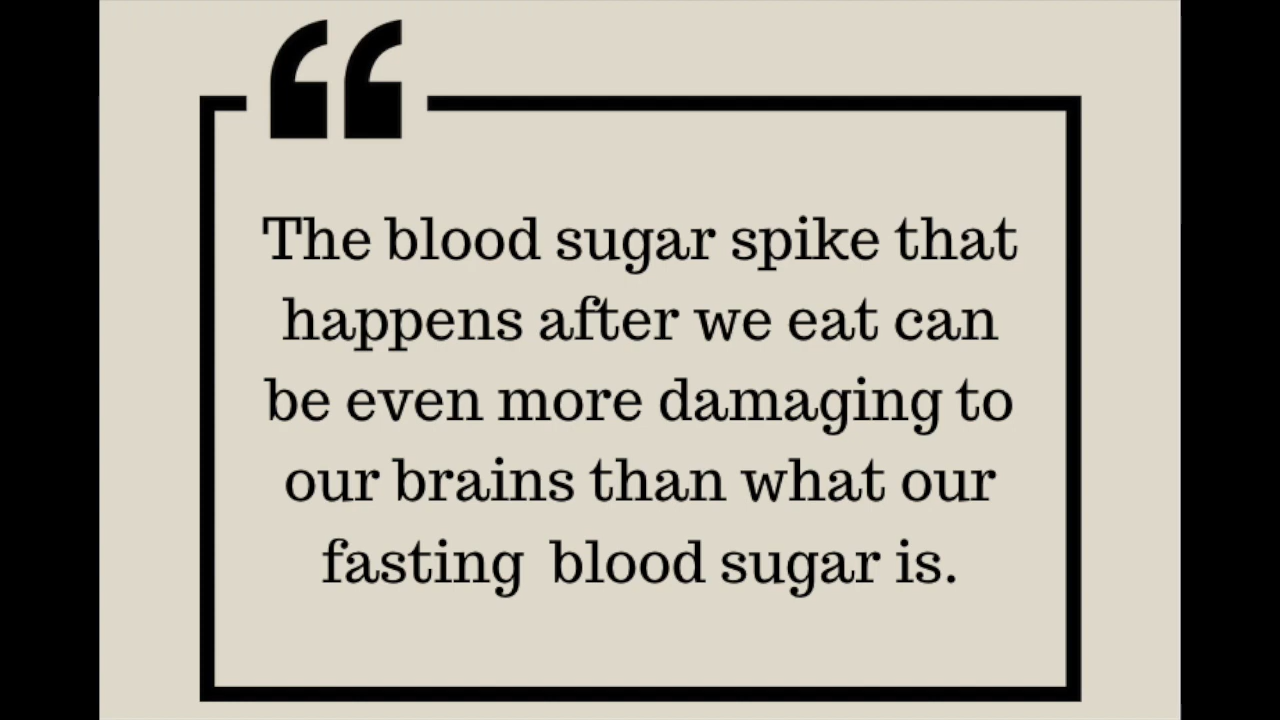 “
The blood sugar spike that
happens after we eat can
be even more damaging to
our brains than what our
fasting  blood sugar is.